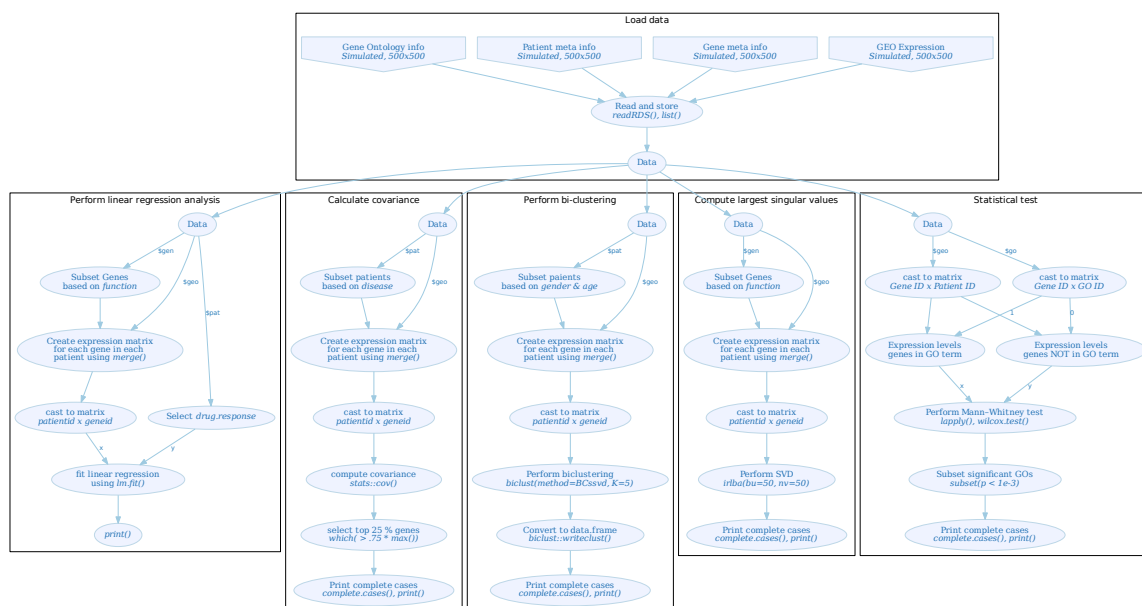 Load data
Gene Ontology info
Simulated, 500x500
Patient meta info
Simulated, 500x500
Gene meta info
Simulated, 500x500
GEO Expression
Simulated, 500x500
Read and store
readRDS(), list()
Data
Perform linear regression analysis
Data
$gen
$geo
$pat
Subset Genes
based on function
Create expression matrix
for each gene in each
patient using merge()
cast to matrix
patientid x geneid
Select drug.response
x
y
fit linear regression
using lm.fit()
print()
Calculate covariance
Data
$pat
$geo
Subset patients
based on disease
Create expression matrix
for each gene in each
patient using merge()
cast to matrix
patientid x geneid
compute covariance
stats::cov()
select top 25 % genes
which( > .75 * max())
Print complete cases
complete.cases(), print()
Perform bi-clustering
Data
$pat
$geo
Subset paients
based on gender & age
Create expression matrix
for each gene in each
patient using merge()
cast to matrix
patientid x geneid
Perform biclustering
biclust(method=BCssvd, K=5)
Convert to data.frame
biclust::writeclust()
Print complete cases
complete.cases(), print()
Compute largest singular values
Data
$gen
$geo
Subset Genes
based on function
Create expression matrix
for each gene in each
patient using merge()
cast to matrix
patientid x geneid
Perform SVD
irlba(bu=50, nv=50)
Print complete cases
complete.cases(), print()
Statistical test
Data
$geo
$go
cast to matrix
Gene ID x Patient ID
cast to matrix
Gene ID x GO ID
1
0
Expression levels
genes in GO term
Expression levels
genes NOT in GO term
x
y
Perform Mann–Whitney test
lapply(), wilcox.test()
Subset significant GOs
subset(p < 1e-3)
Print complete cases
complete.cases(), print()